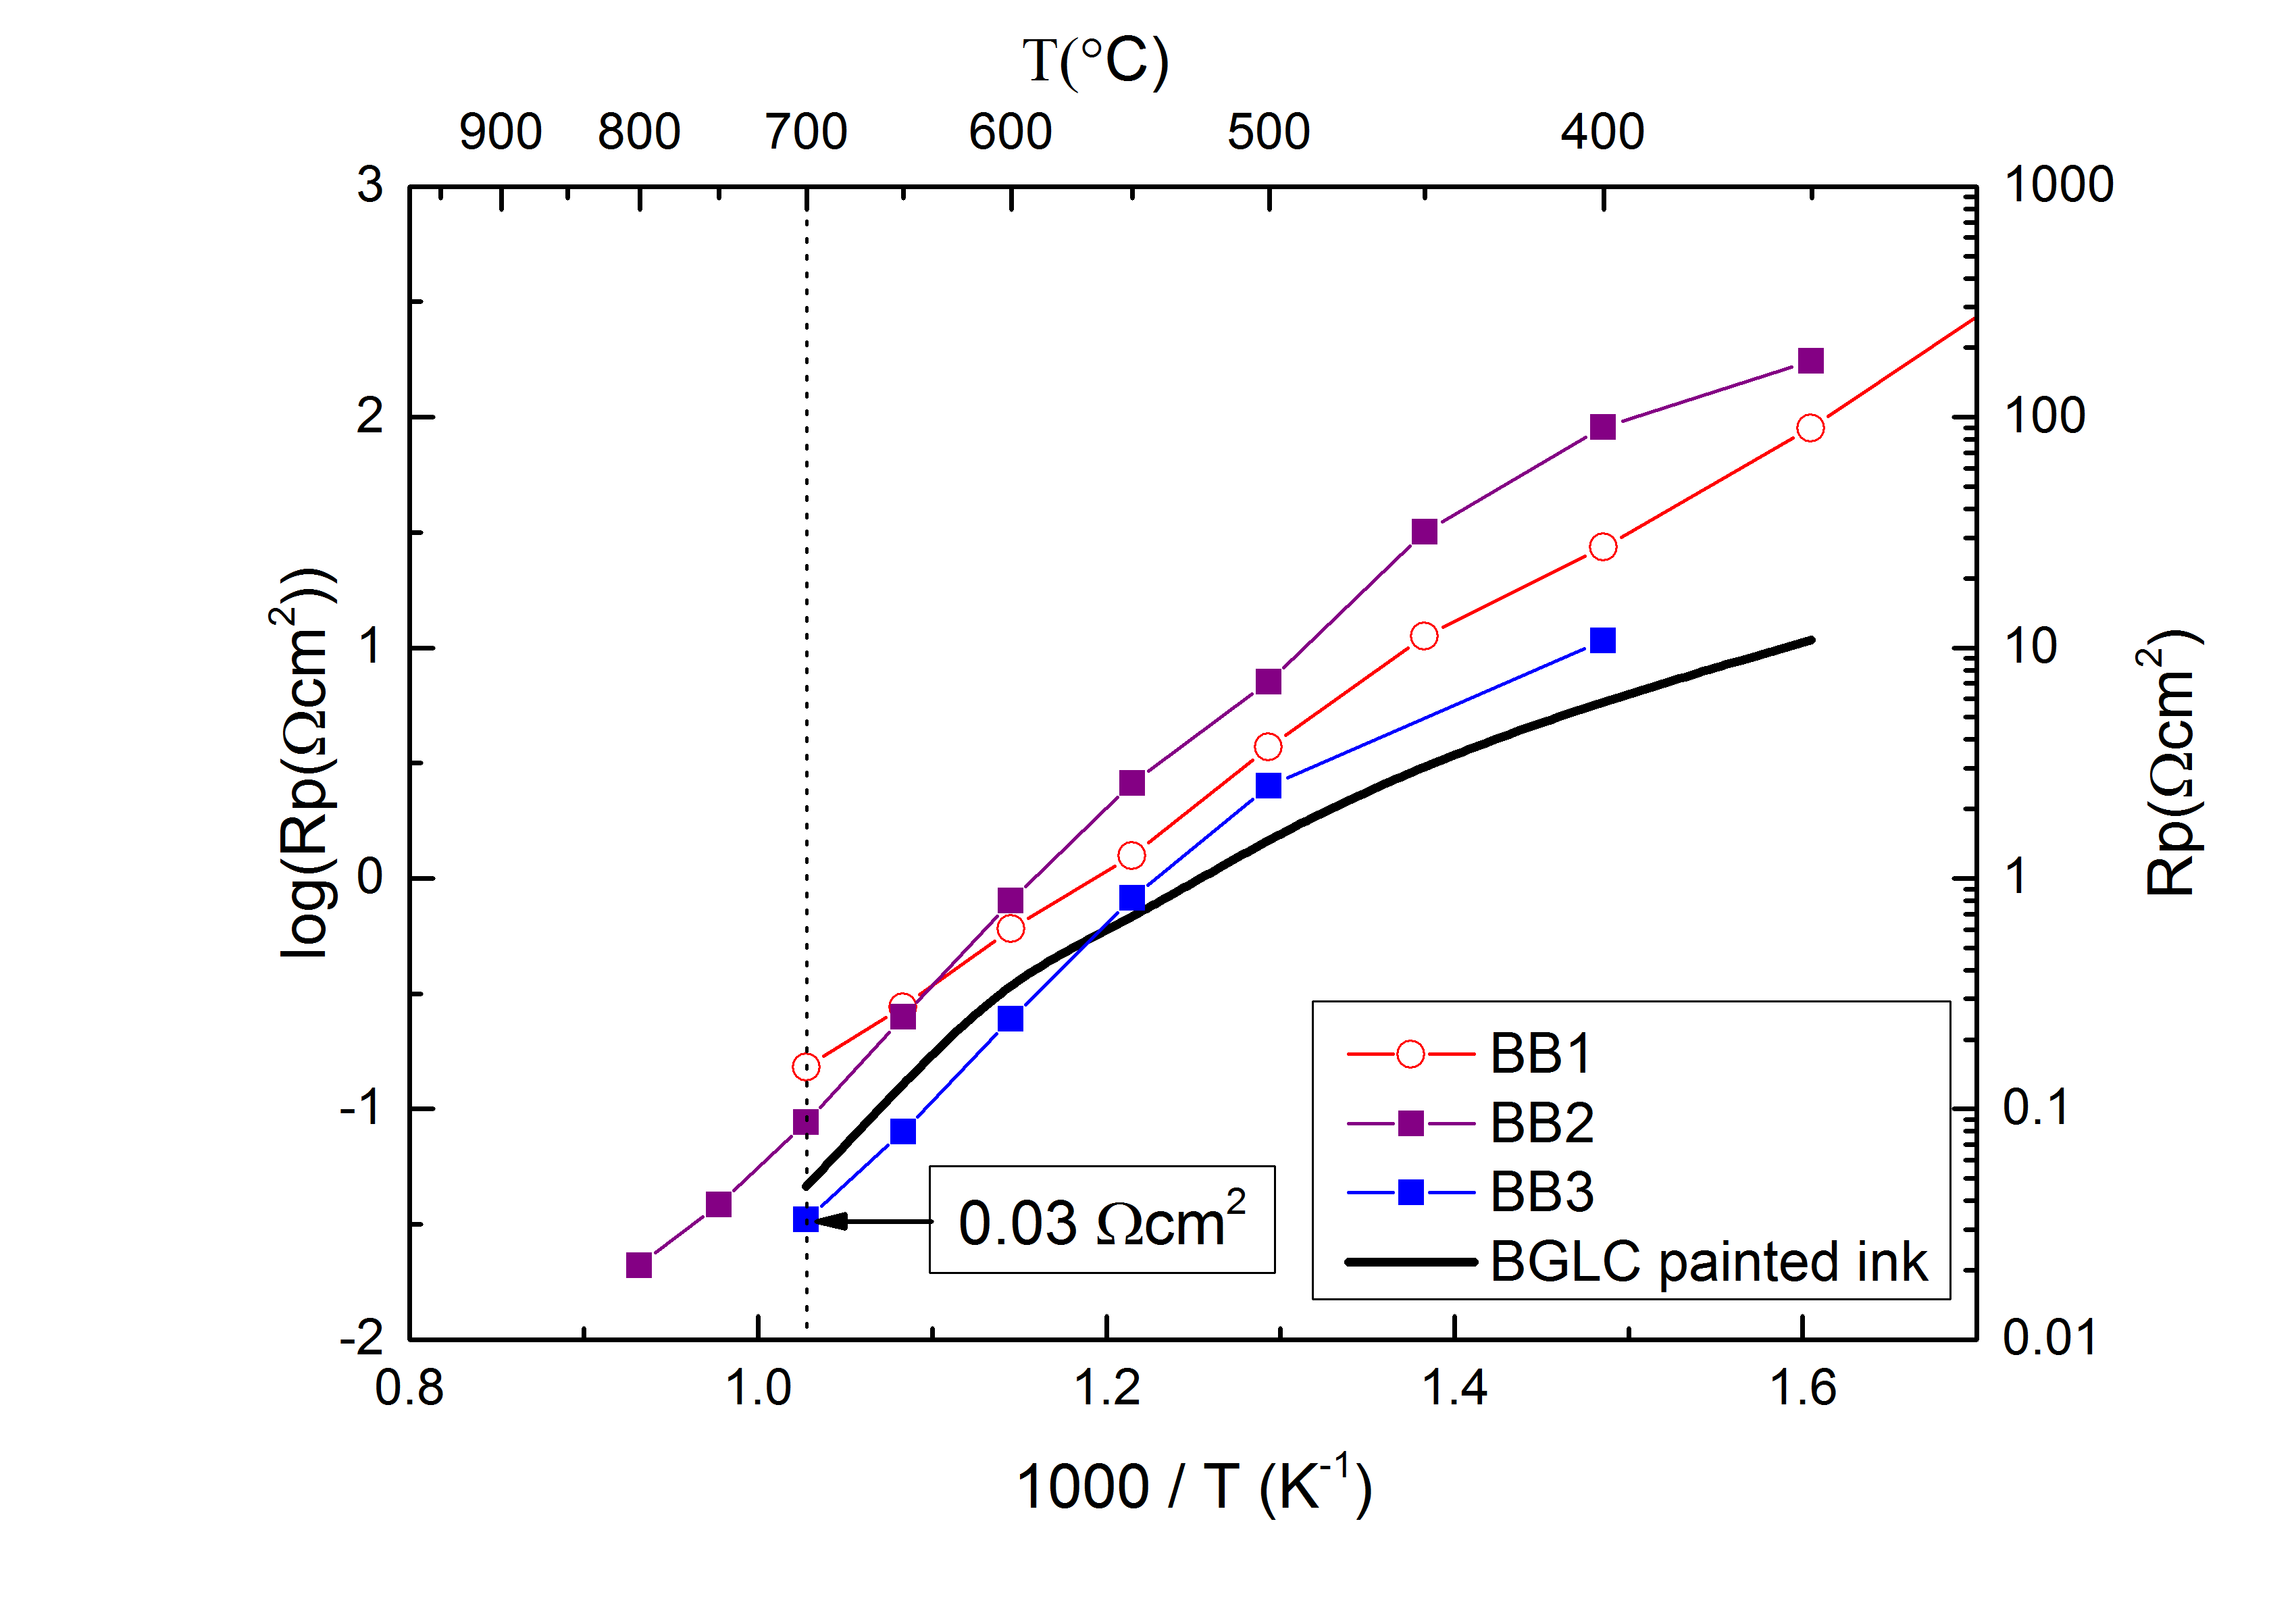 T(°C)
900 800 700 600 500 400
3 1000
2 100
1 10
0 1
-1 0.1
-2 0.01
log(Rp(Ωcm²))
Rp(Ωcm²)
BB1
BB2
BB3
BGLC painted ink
0.03 Ωcm²
0.8 1.0 1.2 1.4 1.6
1000 / T (K⁻¹)